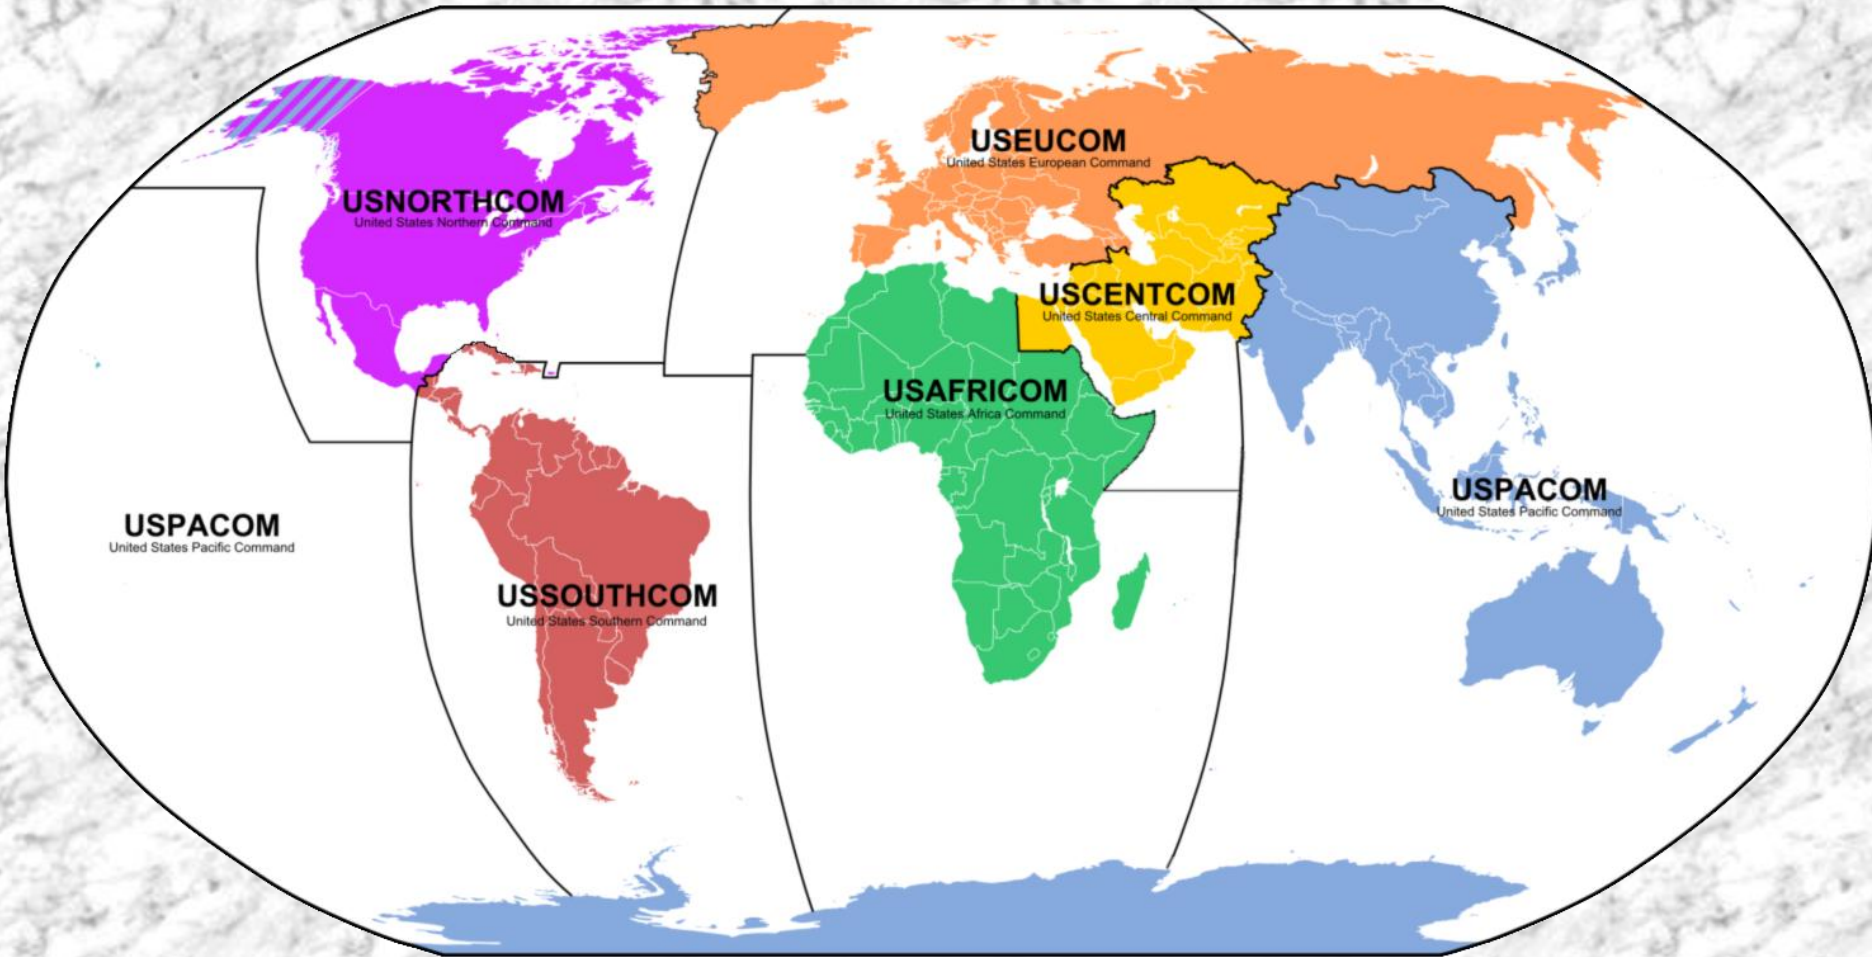 USEUCOM
United States European Command
USNORTHCOM
United States Northern Command
USCENTCOM
United States Central Command
USAFRICOM
United States Africa Command
USPACOM
United States Pacific Command
USPACOM
United States Pacific Command
USSOUTHCOM
United States Southern Command